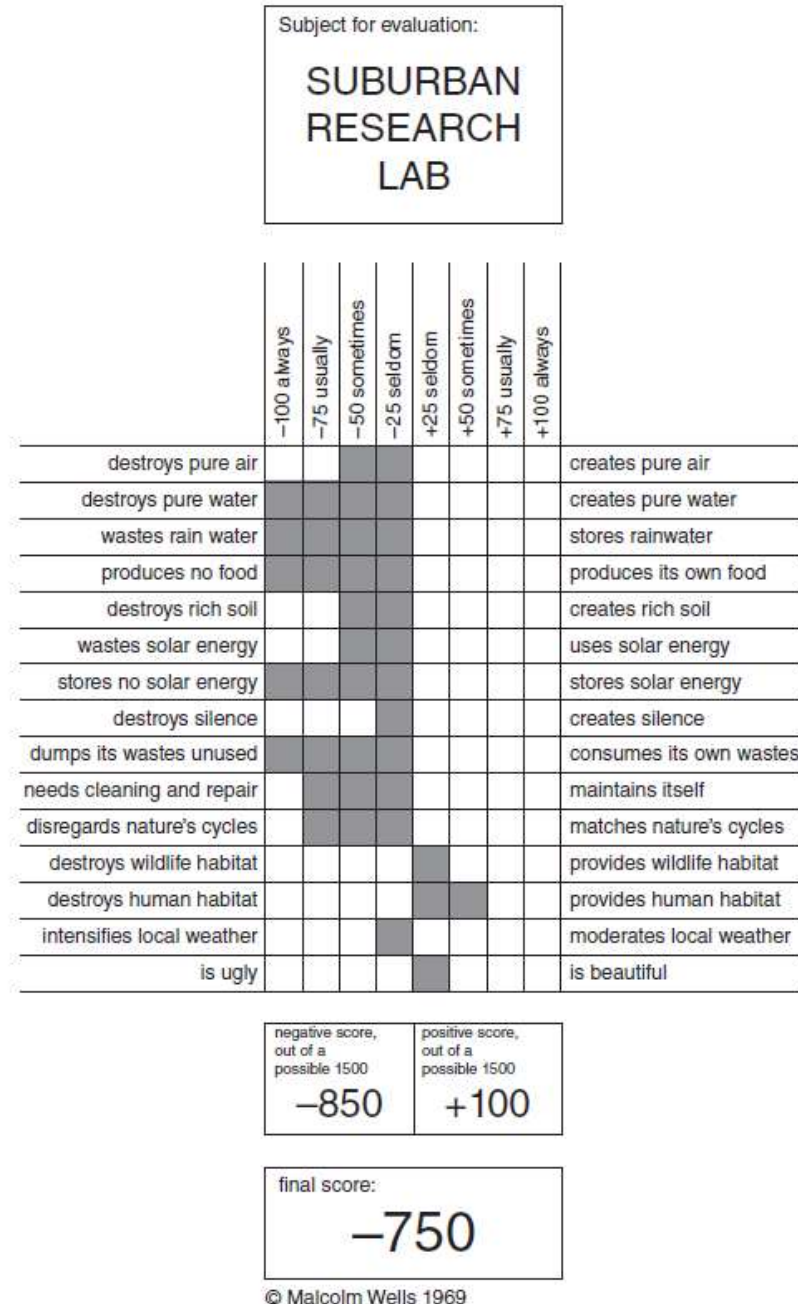 Subject for evaluation:
SUBURBAN
RESEARCH
LAB
–100 always
–75 usually
–50 sometimes
–25 seldom
+25 seldom
+50 sometimes
+75 usually
+100 always
destroys pure air creates pure air
destroys pure water creates pure water
wastes rain water stores rainwater
produces no food produces its own food
destroys rich soil creates rich soil
wastes solar energy uses solar energy
stores no solar energy stores solar energy
destroys silence creates silence
dumps its wastes unused consumes its own wastes
needs cleaning and repair maintains itself
disregards nature's cycles matches nature's cycles
destroys wildlife habitat provides wildlife habitat
destroys human habitat provides human habitat
intensifies local weather moderates local weather
is ugly is beautiful
negative score,
out of a
possible 1500
–850
positive score,
out of a
possible 1500
+100
final score:
–750
© Malcolm Wells 1969